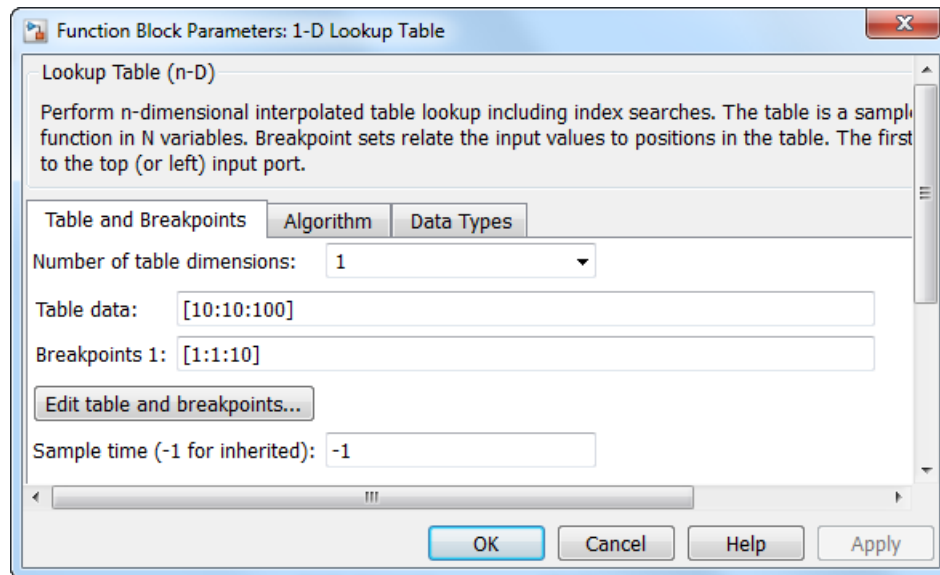 Function Block Parameters: 1-D Lookup Table
Lookup Table (n-D)
Perform n-dimensional interpolated table lookup including index searches. The table is a sampl
function in N variables. Breakpoint sets relate the input values to positions in the table. The first
to the top (or left) input port.
Table and Breakpoints Algorithm Data Types
Number of table dimensions: 1
Table data: [10:10:100]
Breakpoints 1: [1:1:10]
Edit table and breakpoints...
Sample time (-1 for inherited): -1
OK Cancel Help Apply